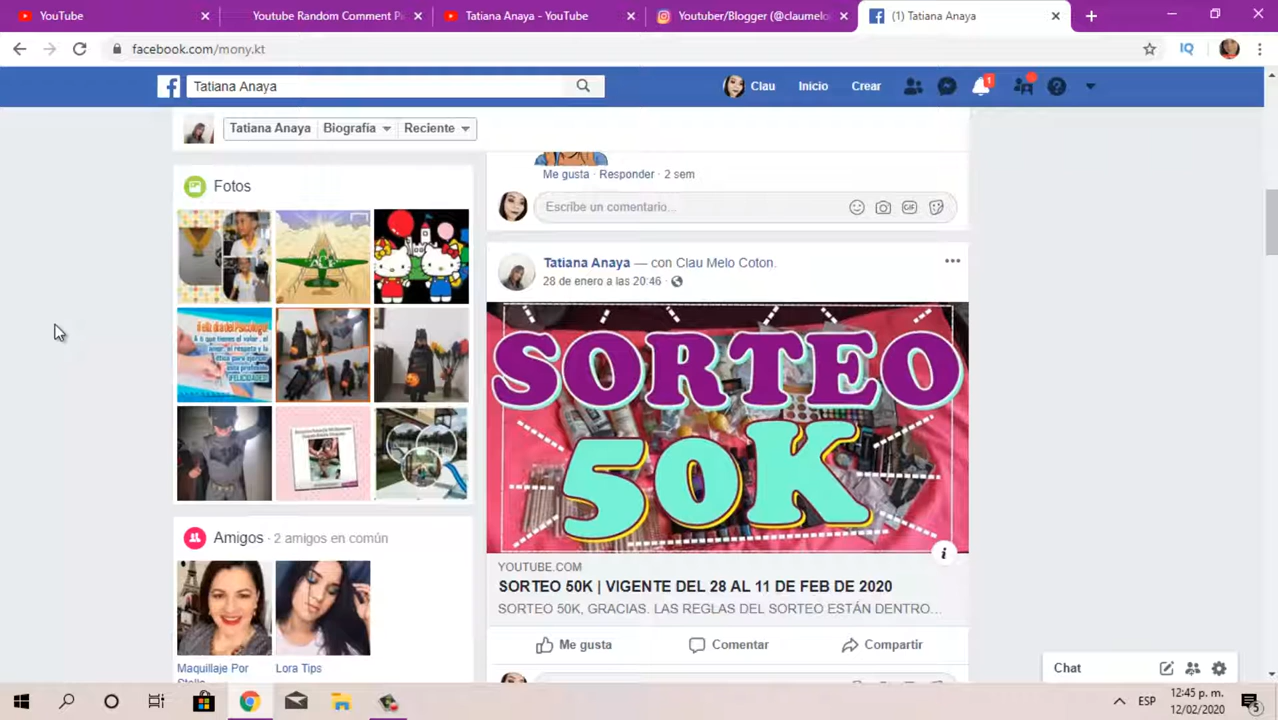 YouTube
Youtube Random Comment P
Tatiana Anaya - YouTube
Youtuber/Blogger (@claumelo
(1) Tatiana Anaya
facebook.com/mony.kt
IQ
Tatiana Anaya
Clau
Inicio
Crear
1
Tatiana Anaya
Biografía
Reciente
Fotos
Amigos · 2 amigos en común
Maquillaje Por
Lora Tips
Me gusta · Responder · 2 sem
Escribe un comentario...
GIF
Tatiana Anaya — con Clau Melo Coton.
28 de enero a las 20:46
SORTEO
50K
YOUTUBE.COM
SORTEO 50K | VIGENTE DEL 28 AL 11 DE FEB DE 2020
SORTEO 50K, GRACIAS. LAS REGLAS DEL SORTEO ESTÁN DENTRO...
Me gusta
Comentar
Compartir
Chat
ESP
12:45 p. m.
12/02/2020
5